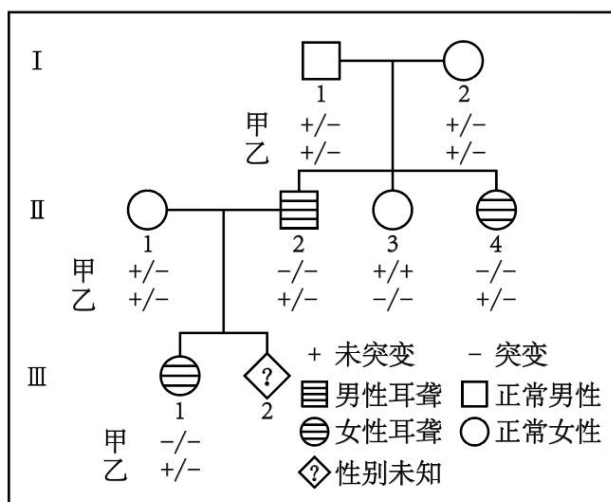 I
1 2
甲 +/- +/-
乙 +/- +/-
II
1 2 3 4
甲 +/- -/- +/+ -/-
乙 +/- +/- -/- +/-
III
?
1 2
甲 -/-
乙 +/-
+ 未突变 - 突变
男性耳聋 正常男性
女性耳聋 正常女性
? 性别未知